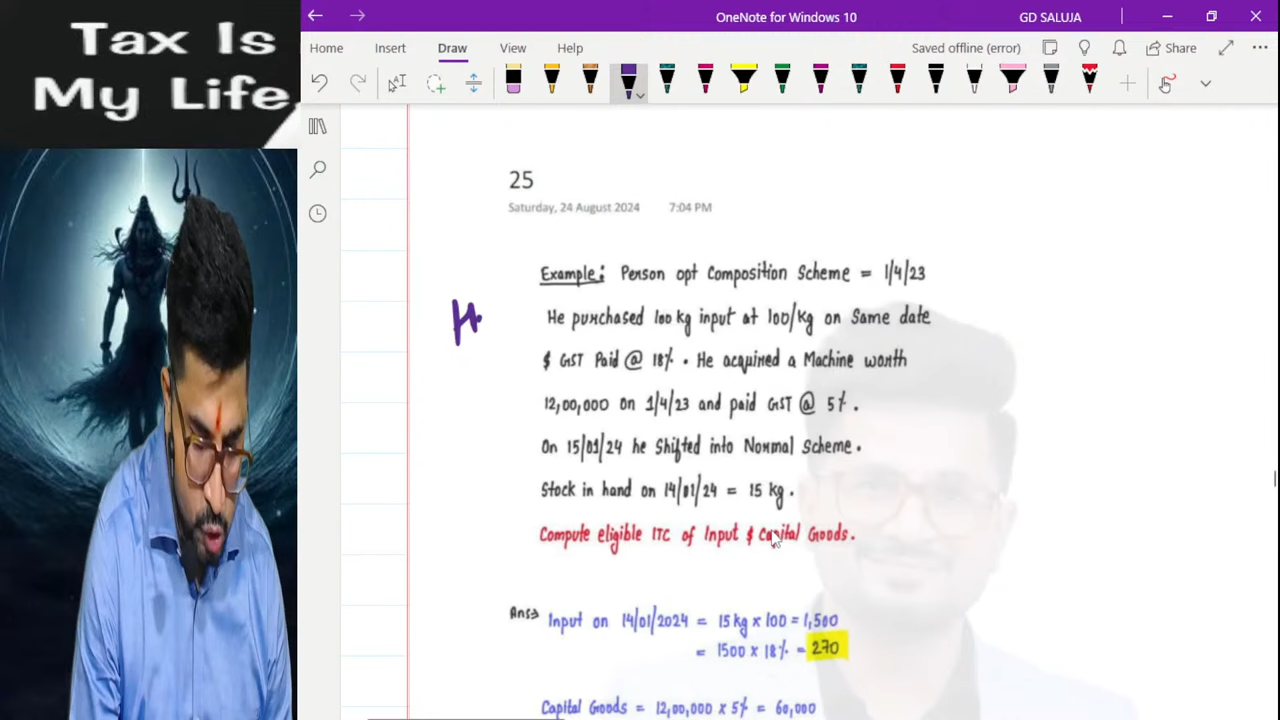 Tax Is
My Life
OneNote for Windows 10
GD SALUJA
Home
Insert
Draw
View
Help
Saved offline (error)
Share
25
Saturday, 24 August 2024
7:04 PM
Example: Person opt Composition Scheme = 1/4/23
H.
He purchased 100 kg input at 100/kg on Same date
& GST Paid @ 18%. He acquired a Machine worth
12,00,000 on 1/4/23 and paid GST @ 5%.
On 15/01/24 he Shifted into Normal Scheme.
Stock in hand on 14/01/24 = 15 kg.
Compute eligible ITC of Input & Capital Goods.
Ans⇒ Input on 14/01/2024 = 15 kg x 100 = 1,500
= 1500 x 18% = 270
Capital Goods = 12,00,000 x 5% = 60,000